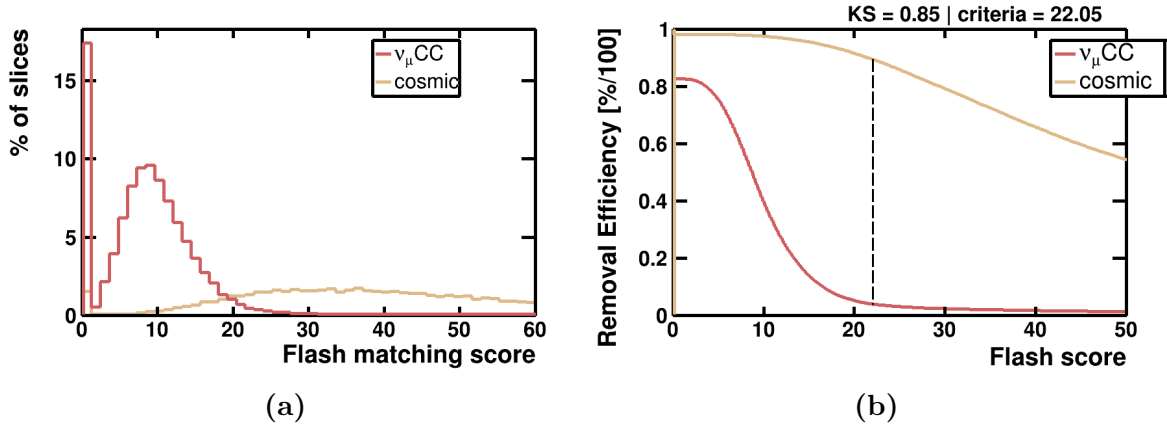 % of slices
15
10
5
0
νμCC
cosmic
0 10 20 30 40 50 60
Flash matching score
(a)
KS = 0.85 | criteria = 22.05
Removal Efficiency [%/100]
1
0.8
0.6
0.4
0.2
0
νμCC
cosmic
0 10 20 30 40 50
Flash score
(b)